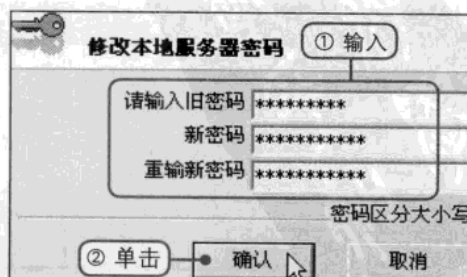 修改本地服务器密码 ① 输入
请输入旧密码 *********
新密码 ***********
重输新密码 ***********
密码区分大小写
② 单击 确认 取消